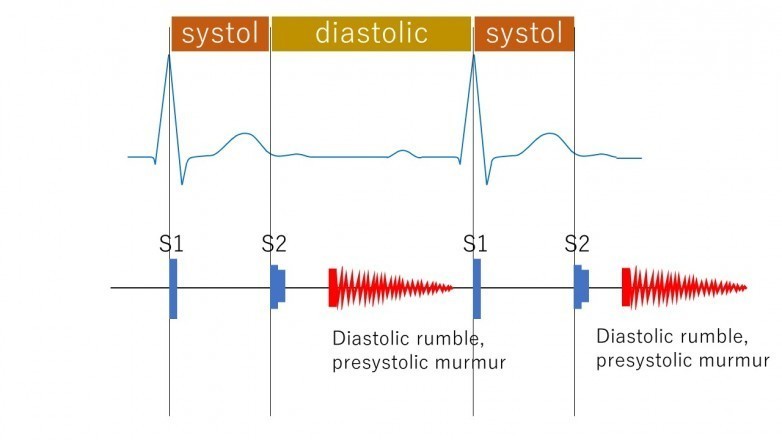 systol
diastolic
systol
S1
S2
S1
S2
Diastolic rumble,
presystolic murmur
Diastolic rumble,
presystolic murmur